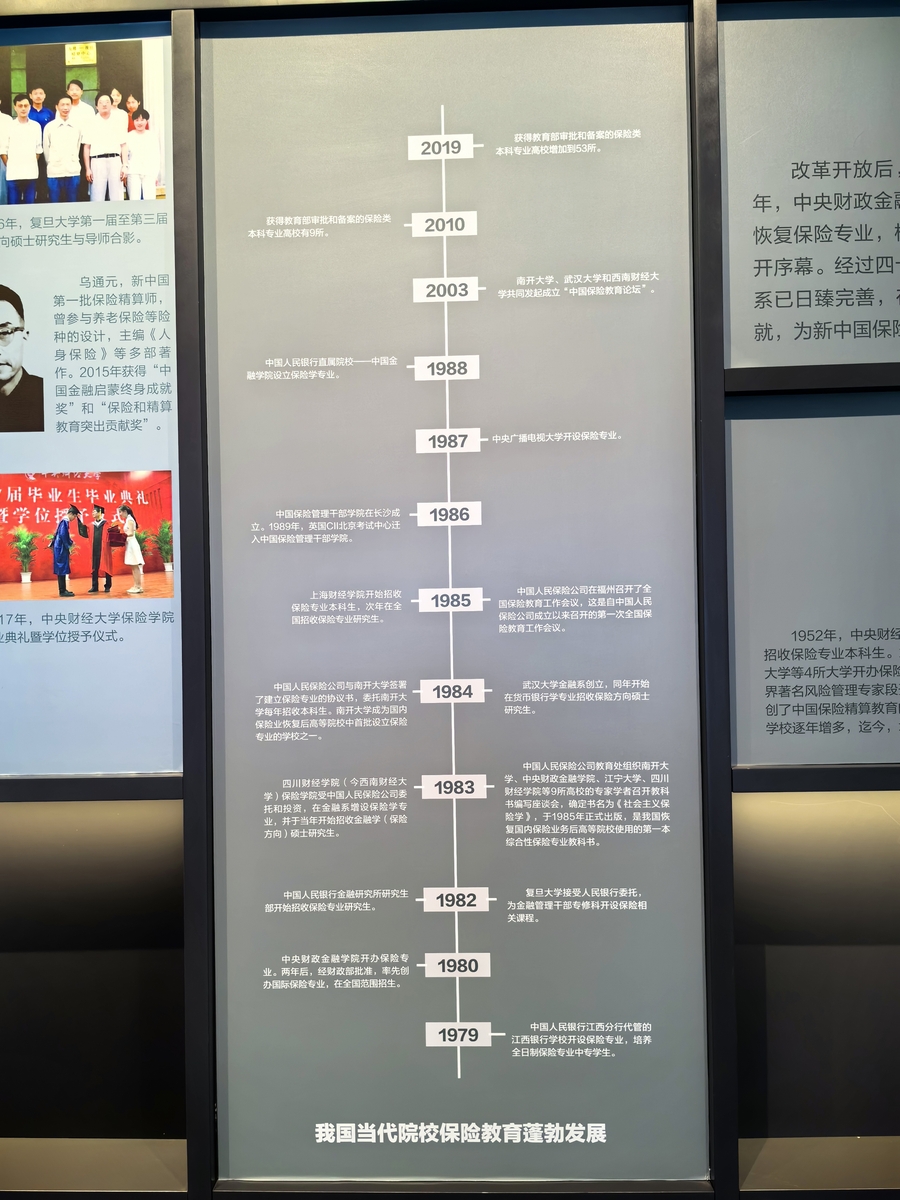 6年，复旦大学第一届至第三届
向硕士研究生与导师合影。
乌通元，新中国
第一批保险精算师，
曾参与养老保险等险
种的设计，主编《人
身保险》等多部著
作。2015年获得“中
国金融启蒙终身成就
奖”和“保险和精算
教育突出贡献奖”。
届毕业生毕业典礼
暨学位授予仪式
17年，中央财经大学保险学院
业典礼暨学位授予仪式。
2019
获得教育部审批和备案的保险类
本科专业高校增加到53所。
2010
获得教育部审批和备案的保险类
本科专业高校有9所。
2003
南开大学、武汉大学和西南财经大
学共同发起成立“中国保险教育论坛”。
1988
中国人民银行直属院校——中国金
融学院设立保险学专业。
1987
中央广播电视大学开设保险专业。
1986
中国保险管理干部学院在长沙成
立。1989年，英国CII北京考试中心迁
入中国保险管理干部学院。
1985
上海财经学院开始招收
保险专业本科生，次年在全
国招收保险专业研究生。
中国人民保险公司在福州召开了全
国保险教育工作会议，这是自中国人民
保险公司成立以来召开的第一次全国保
险教育工作会议。
1984
中国人民保险公司与南开大学签署
了建立保险专业的协议书，委托南开大
学每年招收本科生。南开大学成为国内
保险业恢复后高等院校中首批设立保险
专业的学校之一。
武汉大学金融系创立，同年开始
在货币银行学专业招收保险方向硕士
研究生。
1983
四川财经学院（今西南财经大
学）保险学院受中国人民保险公司委
托和投资，在金融系增设保险学专
业，并于当年开始招收金融学（保险
方向）硕士研究生。
中国人民保险公司教育处组织南开大
学、中央财政金融学院、江宁大学、四川
财经学院等9所高校的专家学者召开教科
书编写座谈会，确定书名为《社会主义保
险学》，于1985年正式出版，是我国恢
复国内保险业务后高等院校使用的第一本
综合性保险专业教科书。
1982
中国人民银行金融研究所研究生
部开始招收保险专业研究生。
复旦大学接受人民银行委托，
为金融管理干部专修科开设保险相
关课程。
1980
中央财政金融学院开办保险专
业。两年后，经财政部批准，率先创
办国际保险专业，在全国范围招生。
1979
中国人民银行江西分行代管的
江西银行学校开设保险专业，培养
全日制保险专业中专学生。
我国当代院校保险教育蓬勃发展
改革开放后，
年，中央财政金融
恢复保险专业，
开序幕。经过四十
系已日臻完善，
就，为新中国保险
1952年，中央财经
招收保险专业本科生。
大学等4所大学开办保险
界著名风险管理专家段
创了中国保险精算教育
学校逐年增多，迄今，